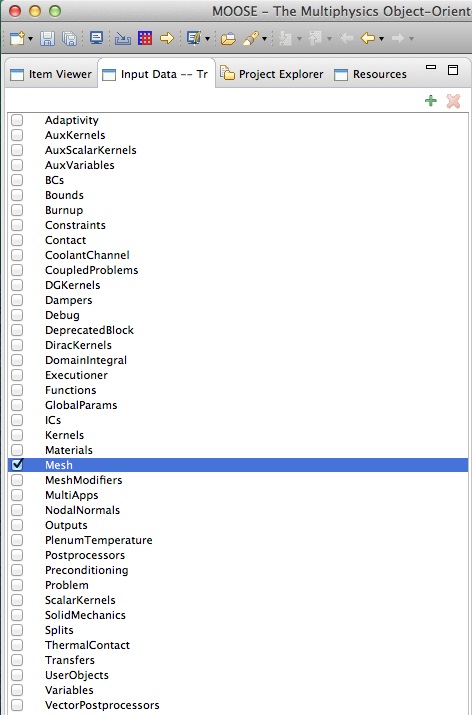 MOOSE - The Multiphysics Object-Orient
Item Viewer
Input Data -- Tr
Project Explorer
Resources
Adaptivity
AuxKernels
AuxScalarKernels
AuxVariables
BCs
Bounds
Burnup
Constraints
Contact
CoolantChannel
CoupledProblems
DGKernels
Dampers
Debug
DeprecatedBlock
DiracKernels
DomainIntegral
Executioner
Functions
GlobalParams
ICs
Kernels
Materials
Mesh
MeshModifiers
MultiApps
NodalNormals
Outputs
PlenumTemperature
Postprocessors
Preconditioning
Problem
ScalarKernels
SolidMechanics
Splits
ThermalContact
Transfers
UserObjects
Variables
VectorPostprocessors